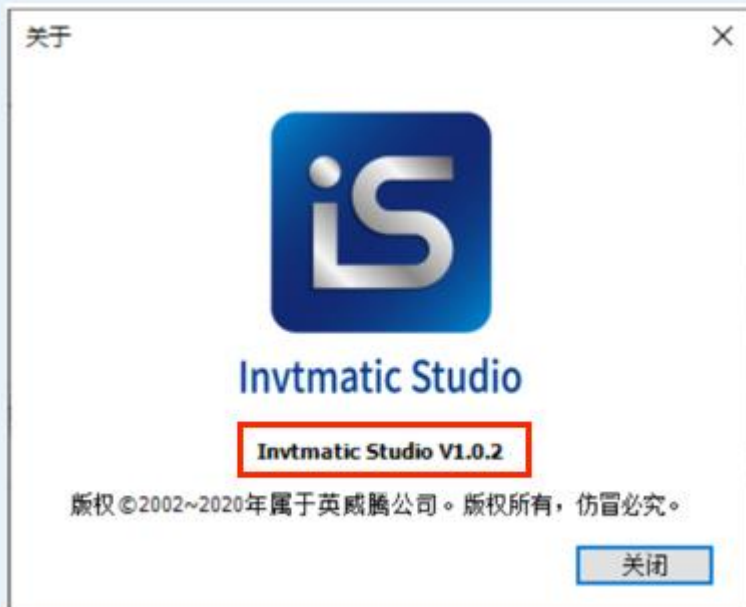 关于
iS
Invtmatic Studio
Invtmatic Studio V1.0.2
版权©2002~2020年属于英威腾公司。版权所有，仿冒必究。
关闭